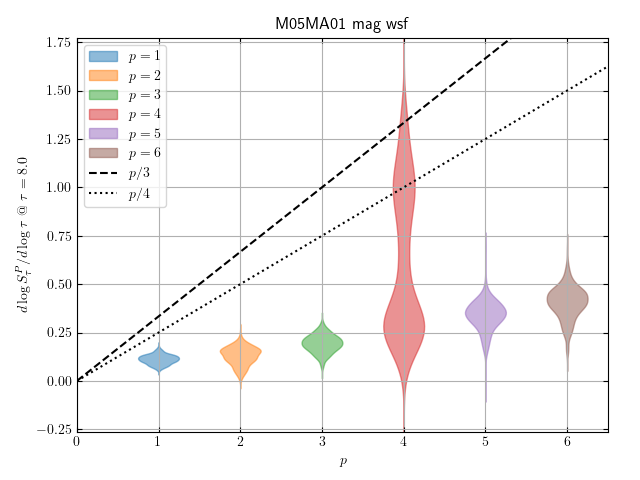 M05MA01 mag wsf
d log S_τ^p / d log τ @ τ = 8.0
1.75
1.50
1.25
1.00
0.75
0.50
0.25
0.00
−0.25
p = 1
p = 2
p = 3
p = 4
p = 5
p = 6
p/3
p/4
0 1 2 3 4 5 6
p